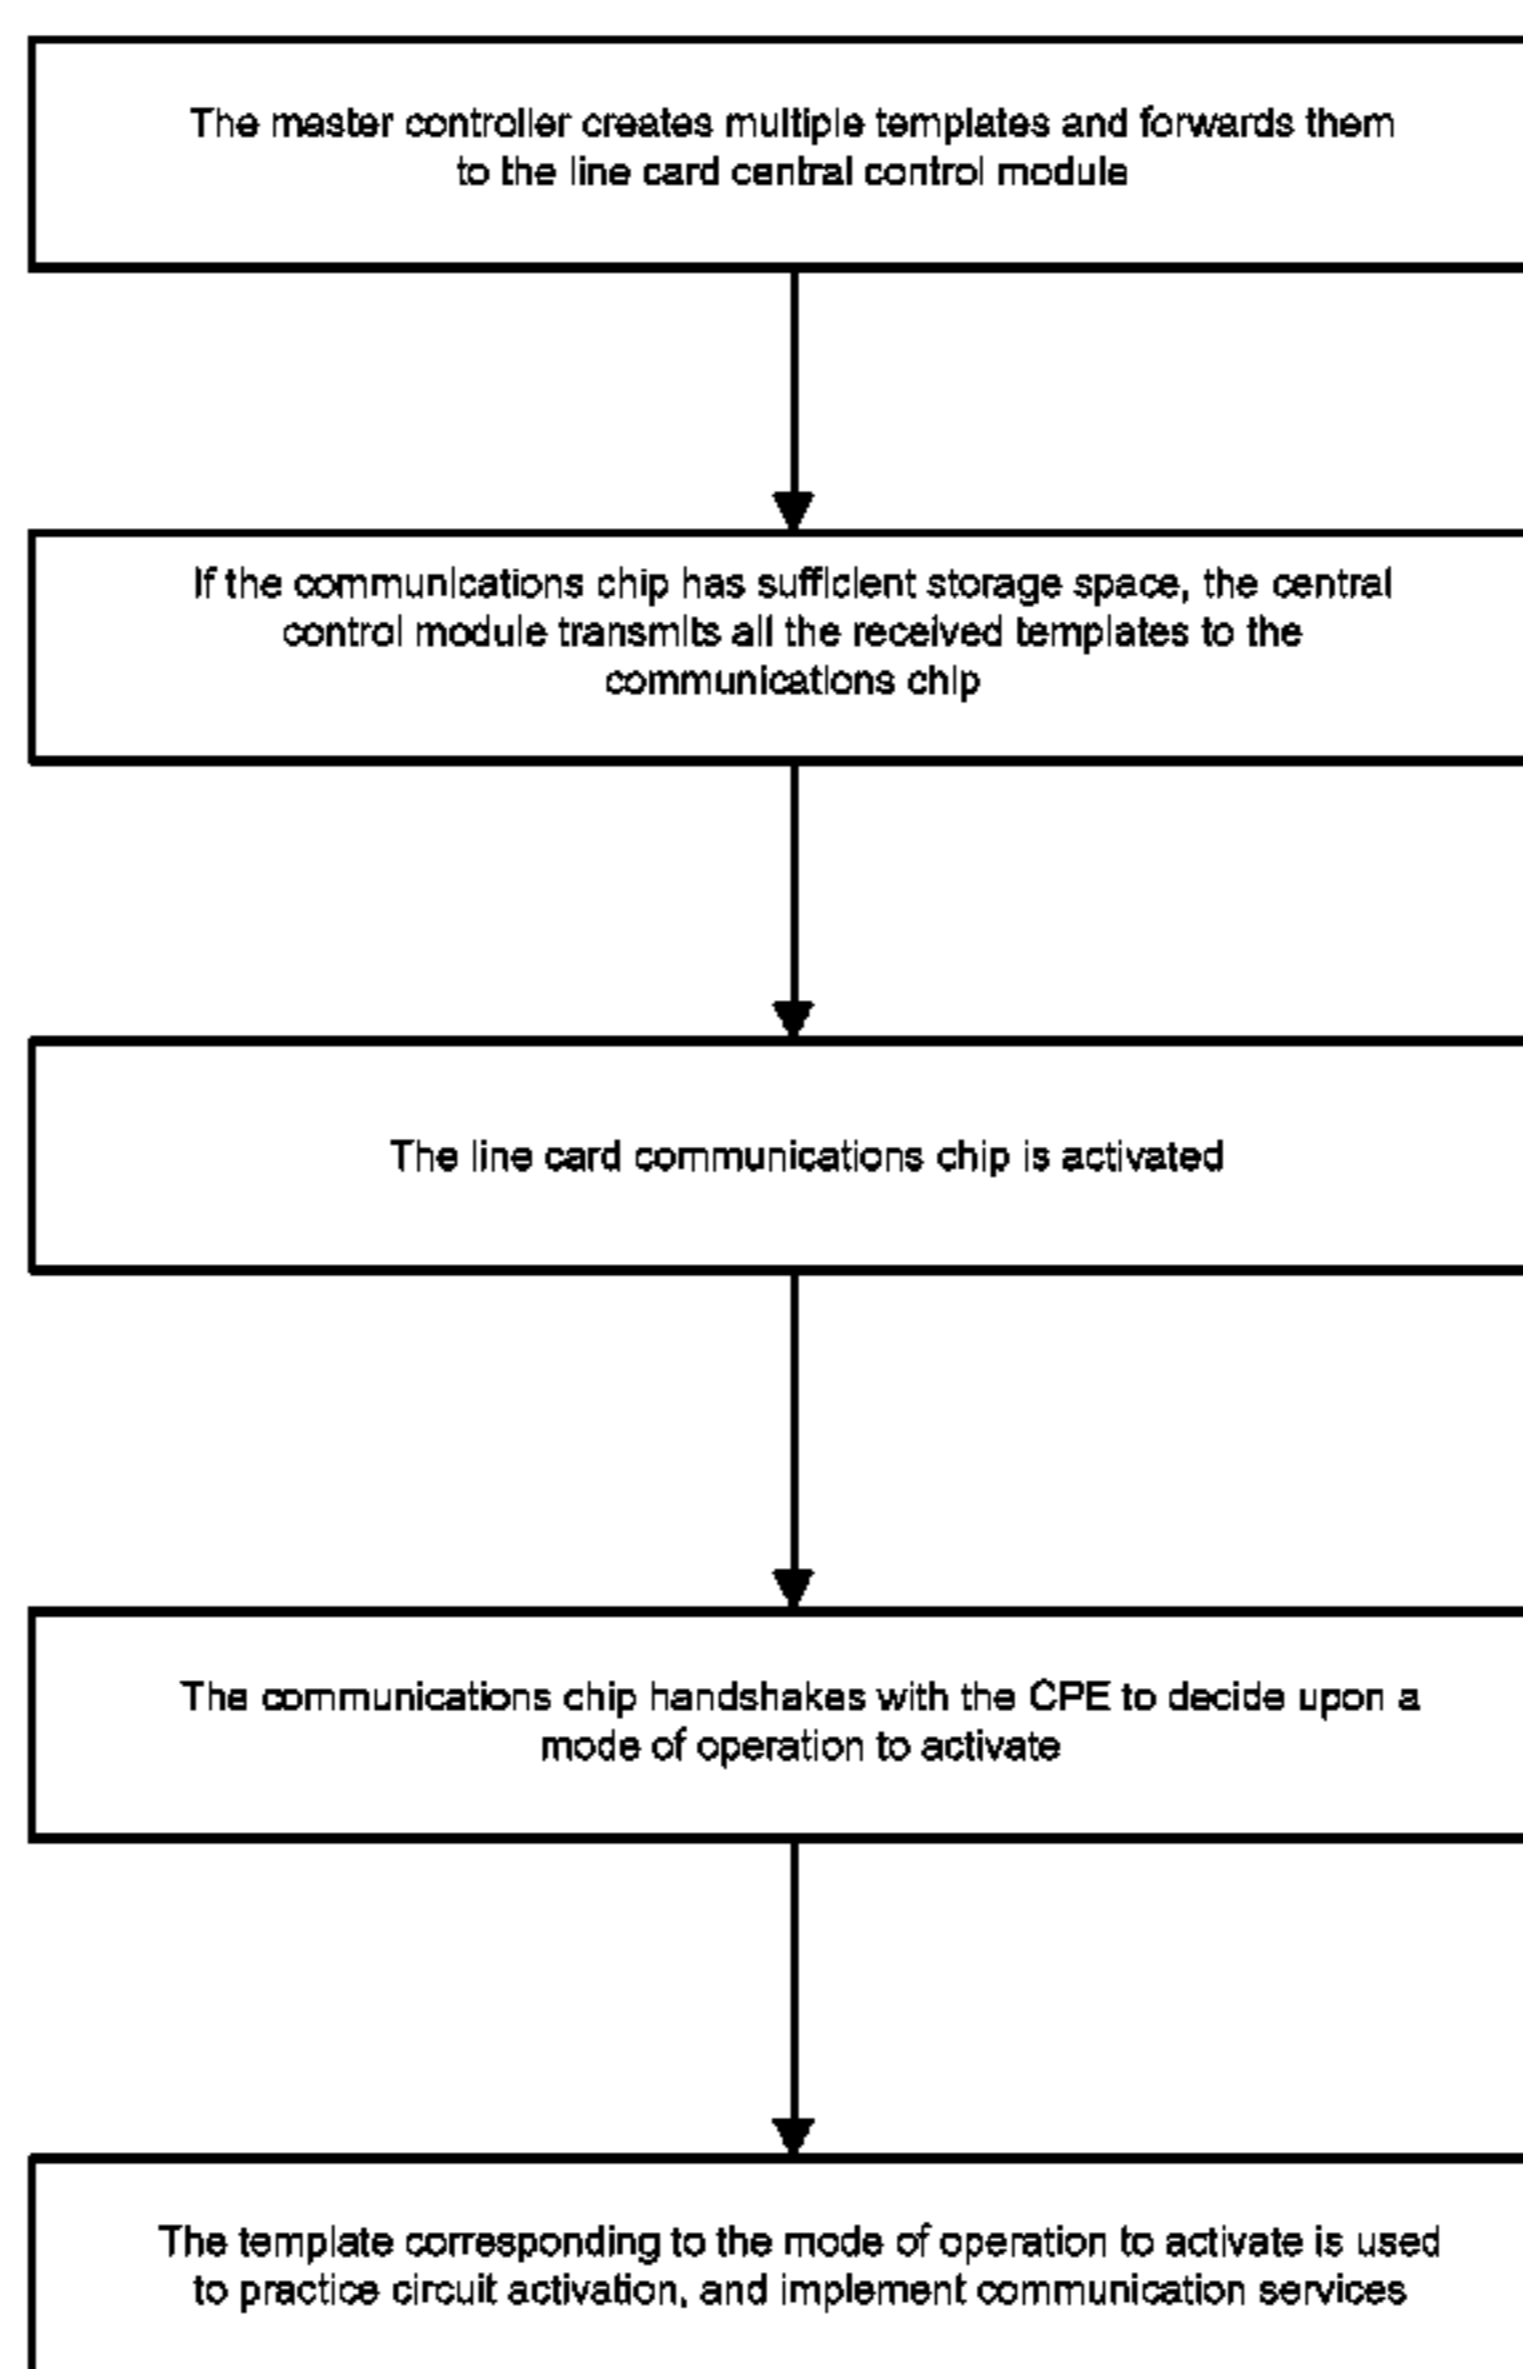 The master controller creates multiple templates and forwards them
to the line card central control module
If the communications chip has sufficient storage space, the central
control module transmits all the received templates to the
communications chip
The line card communications chip is activated
The communications chip handshakes with the CPE to decide upon a
mode of operation to activate
The template corresponding to the mode of operation to activate is used
to practice circuit activation, and implement communication services